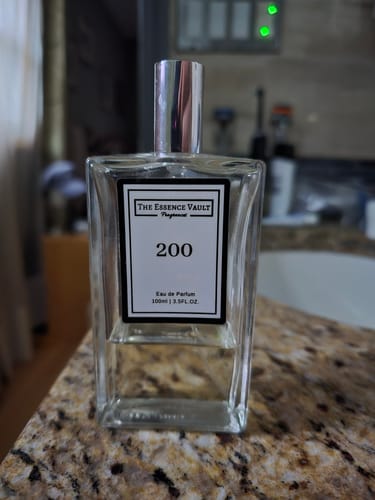 THE ESSENCE VAULT
Fragrances
200
Eau de Parfum
100ml | 3.5FL.OZ.